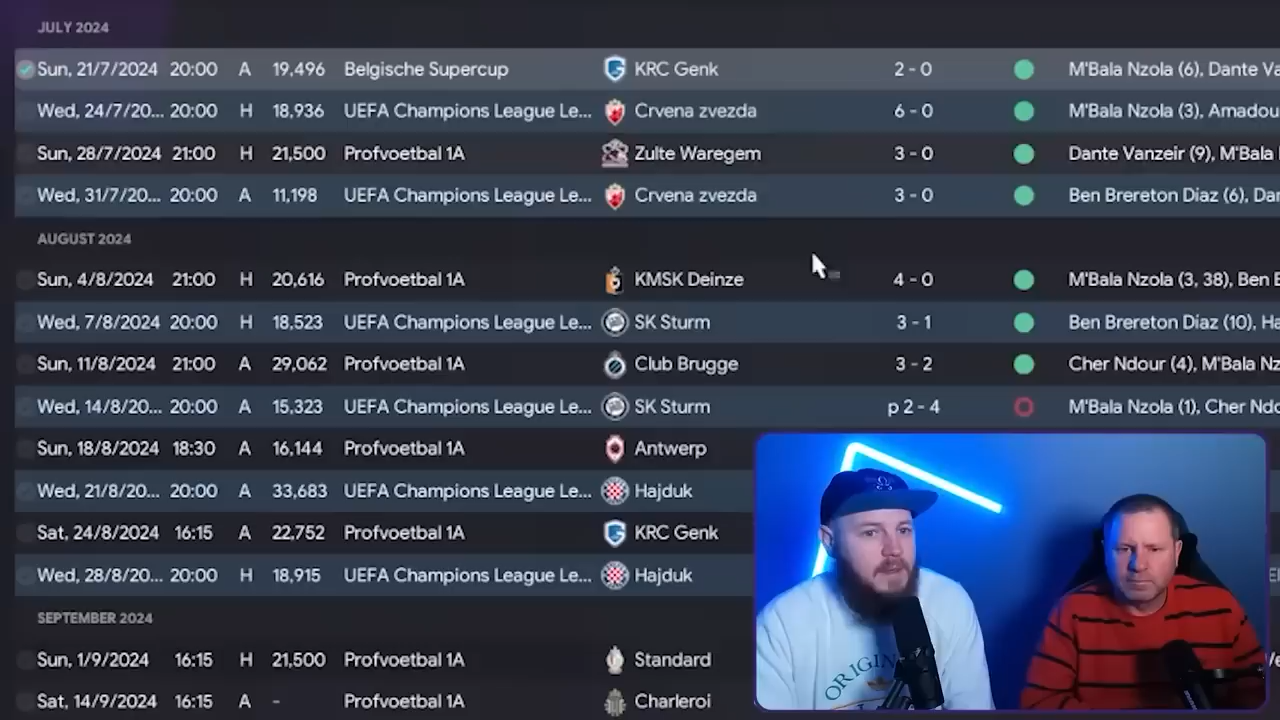 JULY 2024
Sun, 21/7/2024 20:00 A 19,496 Belgische Supercup KRC Genk 2 - 0 M'Bala Nzola (6), Dante Va
Wed, 24/7/20... 20:00 H 18,936 UEFA Champions League Le... Crvena zvezda 6 - 0 M'Bala Nzola (3), Amadou
Sun, 28/7/2024 21:00 H 21,500 Profvoetbal 1A Zulte Waregem 3 - 0 Dante Vanzeir (9), M'Bala
Wed, 31/7/20... 20:00 A 11,198 UEFA Champions League Le... Crvena zvezda 3 - 0 Ben Brereton Díaz (6), Dan
AUGUST 2024
Sun, 4/8/2024 21:00 H 20,616 Profvoetbal 1A KMSK Deinze 4 - 0 M'Bala Nzola (3, 38), Ben B
Wed, 7/8/2024 20:00 H 18,523 UEFA Champions League Le... SK Sturm 3 - 1 Ben Brereton Díaz (10), Ha
Sun, 11/8/2024 21:00 A 29,062 Profvoetbal 1A Club Brugge 3 - 2 Cher Ndour (4), M'Bala Nz
Wed, 14/8/20... 20:00 A 15,323 UEFA Champions League Le... SK Sturm p 2 - 4 M'Bala Nzola (1), Cher Ndo
Sun, 18/8/2024 18:30 A 16,144 Profvoetbal 1A Antwerp
Wed, 21/8/20... 20:00 A 33,683 UEFA Champions League Le... Hajduk
Sat, 24/8/2024 16:15 A 22,752 Profvoetbal 1A KRC Genk
Wed, 28/8/20... 20:00 H 18,915 UEFA Champions League Le... Hajduk
SEPTEMBER 2024
Sun, 1/9/2024 16:15 H 21,500 Profvoetbal 1A Standard
Sat, 14/9/2024 16:15 A - Profvoetbal 1A Charleroi
ORIGIN